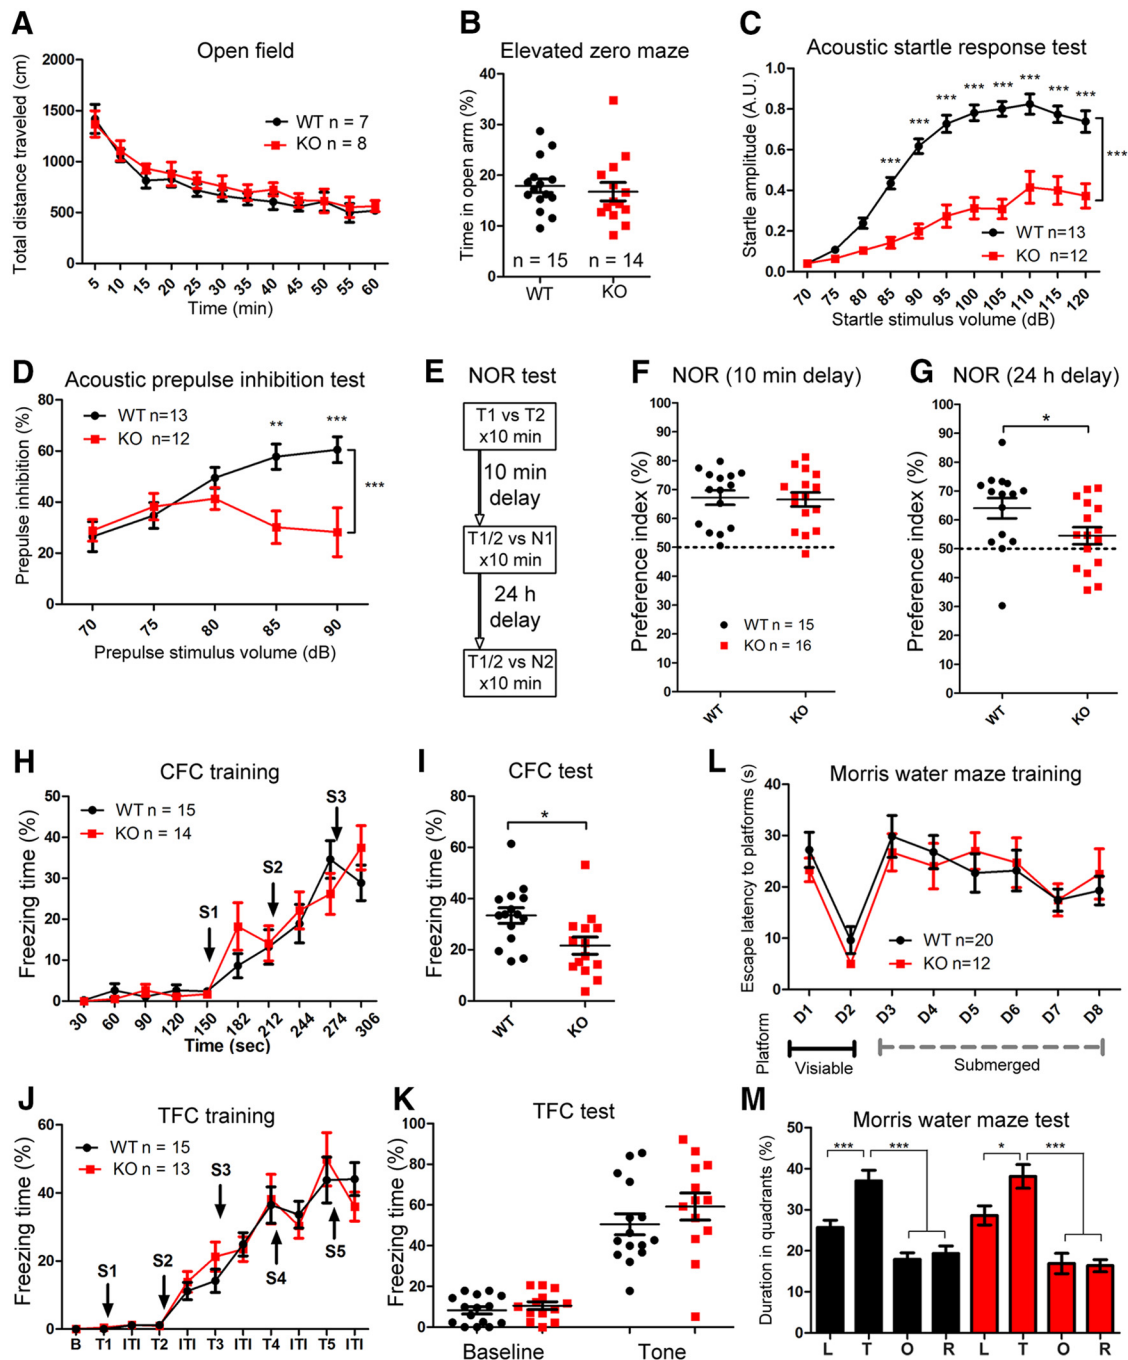 A
Open field
Total distance traveled (cm)
2000
1500
1000
500
0
WT n = 7
KO n = 8
5 10 15 20 25 30 35 40 45 50 55 60
Time (min)
B
Elevated zero maze
Time in open arm (%)
40
30
20
10
0
n = 15 n = 14
WT KO
C
Acoustic startle response test
Startle amplitude (A.U.)
1.0
0.8
0.6
0.4
0.2
0.0
*** *** *** *** *** *** *** ***
***
WT n=13
KO n=12
70 75 80 85 90 95 100 105 110 115 120
Startle stimulus volume (dB)
D
Acoustic prepulse inhibition test
Prepulse inhibition (%)
80
60
40
20
0
WT n=13
KO n=12
** ***
***
70 75 80 85 90
Prepulse stimulus volume (dB)
E
NOR test
T1 vs T2
x10 min
10 min
delay
T1/2 vs N1
x10 min
24 h
delay
T1/2 vs N2
x10 min
F
NOR (10 min delay)
Preference index (%)
100
90
80
70
60
50
40
30
20
10
0
WT n = 15
KO n = 16
WT KO
G
NOR (24 h delay)
Preference index (%)
100
90
80
70
60
50
40
30
20
10
0
*
WT KO
H
CFC training
Freezing time (%)
50
40
30
20
10
0
WT n = 15
KO n = 14
S1
S2
S3
30 60 90 120 150 182 212 244 274 306
Time (sec)
I
CFC test
Freezing time (%)
80
60
40
20
0
*
WT KO
L
Morris water maze training
Escape latency to platforms (s)
40
30
20
10
0
WT n=20
KO n=12
D1 D2 D3 D4 D5 D6 D7 D8
Platform
Visiable
Submerged
J
TFC training
Freezing time (%)
60
40
20
0
WT n = 15
KO n = 13
S1
S2
S3
S4
S5
B T1 ITI T2 ITI T3 ITI T4 ITI T5 ITI
K
TFC test
Freezing time (%)
100
80
60
40
20
0
Baseline Tone
M
Morris water maze test
Duration in quadrants (%)
50
40
30
20
10
0
*** *** * ***
L T O R L T O R